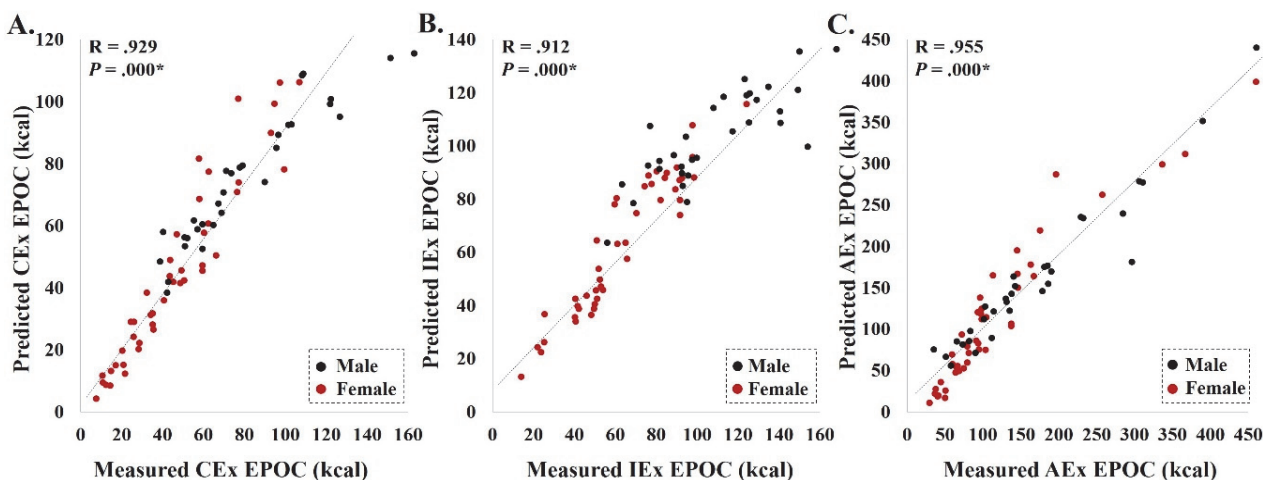 A.
R = .929
P = .000*
Predicted CEx EPOC (kcal)
120
100
80
60
40
20
0
Male
Female
0 20 40 60 80 100 120 140 160
Measured CEx EPOC (kcal)
B.
R = .912
P = .000*
Predicted IEx EPOC (kcal)
140
120
100
80
60
40
20
0
Male
Female
0 20 40 60 80 100 120 140 160
Measured IEx EPOC (kcal)
C.
R = .955
P = .000*
Predicted AEx EPOC (kcal)
450
400
350
300
250
200
150
100
50
0
Male
Female
0 50 100 150 200 250 300 350 400 450
Measured AEx EPOC (kcal)